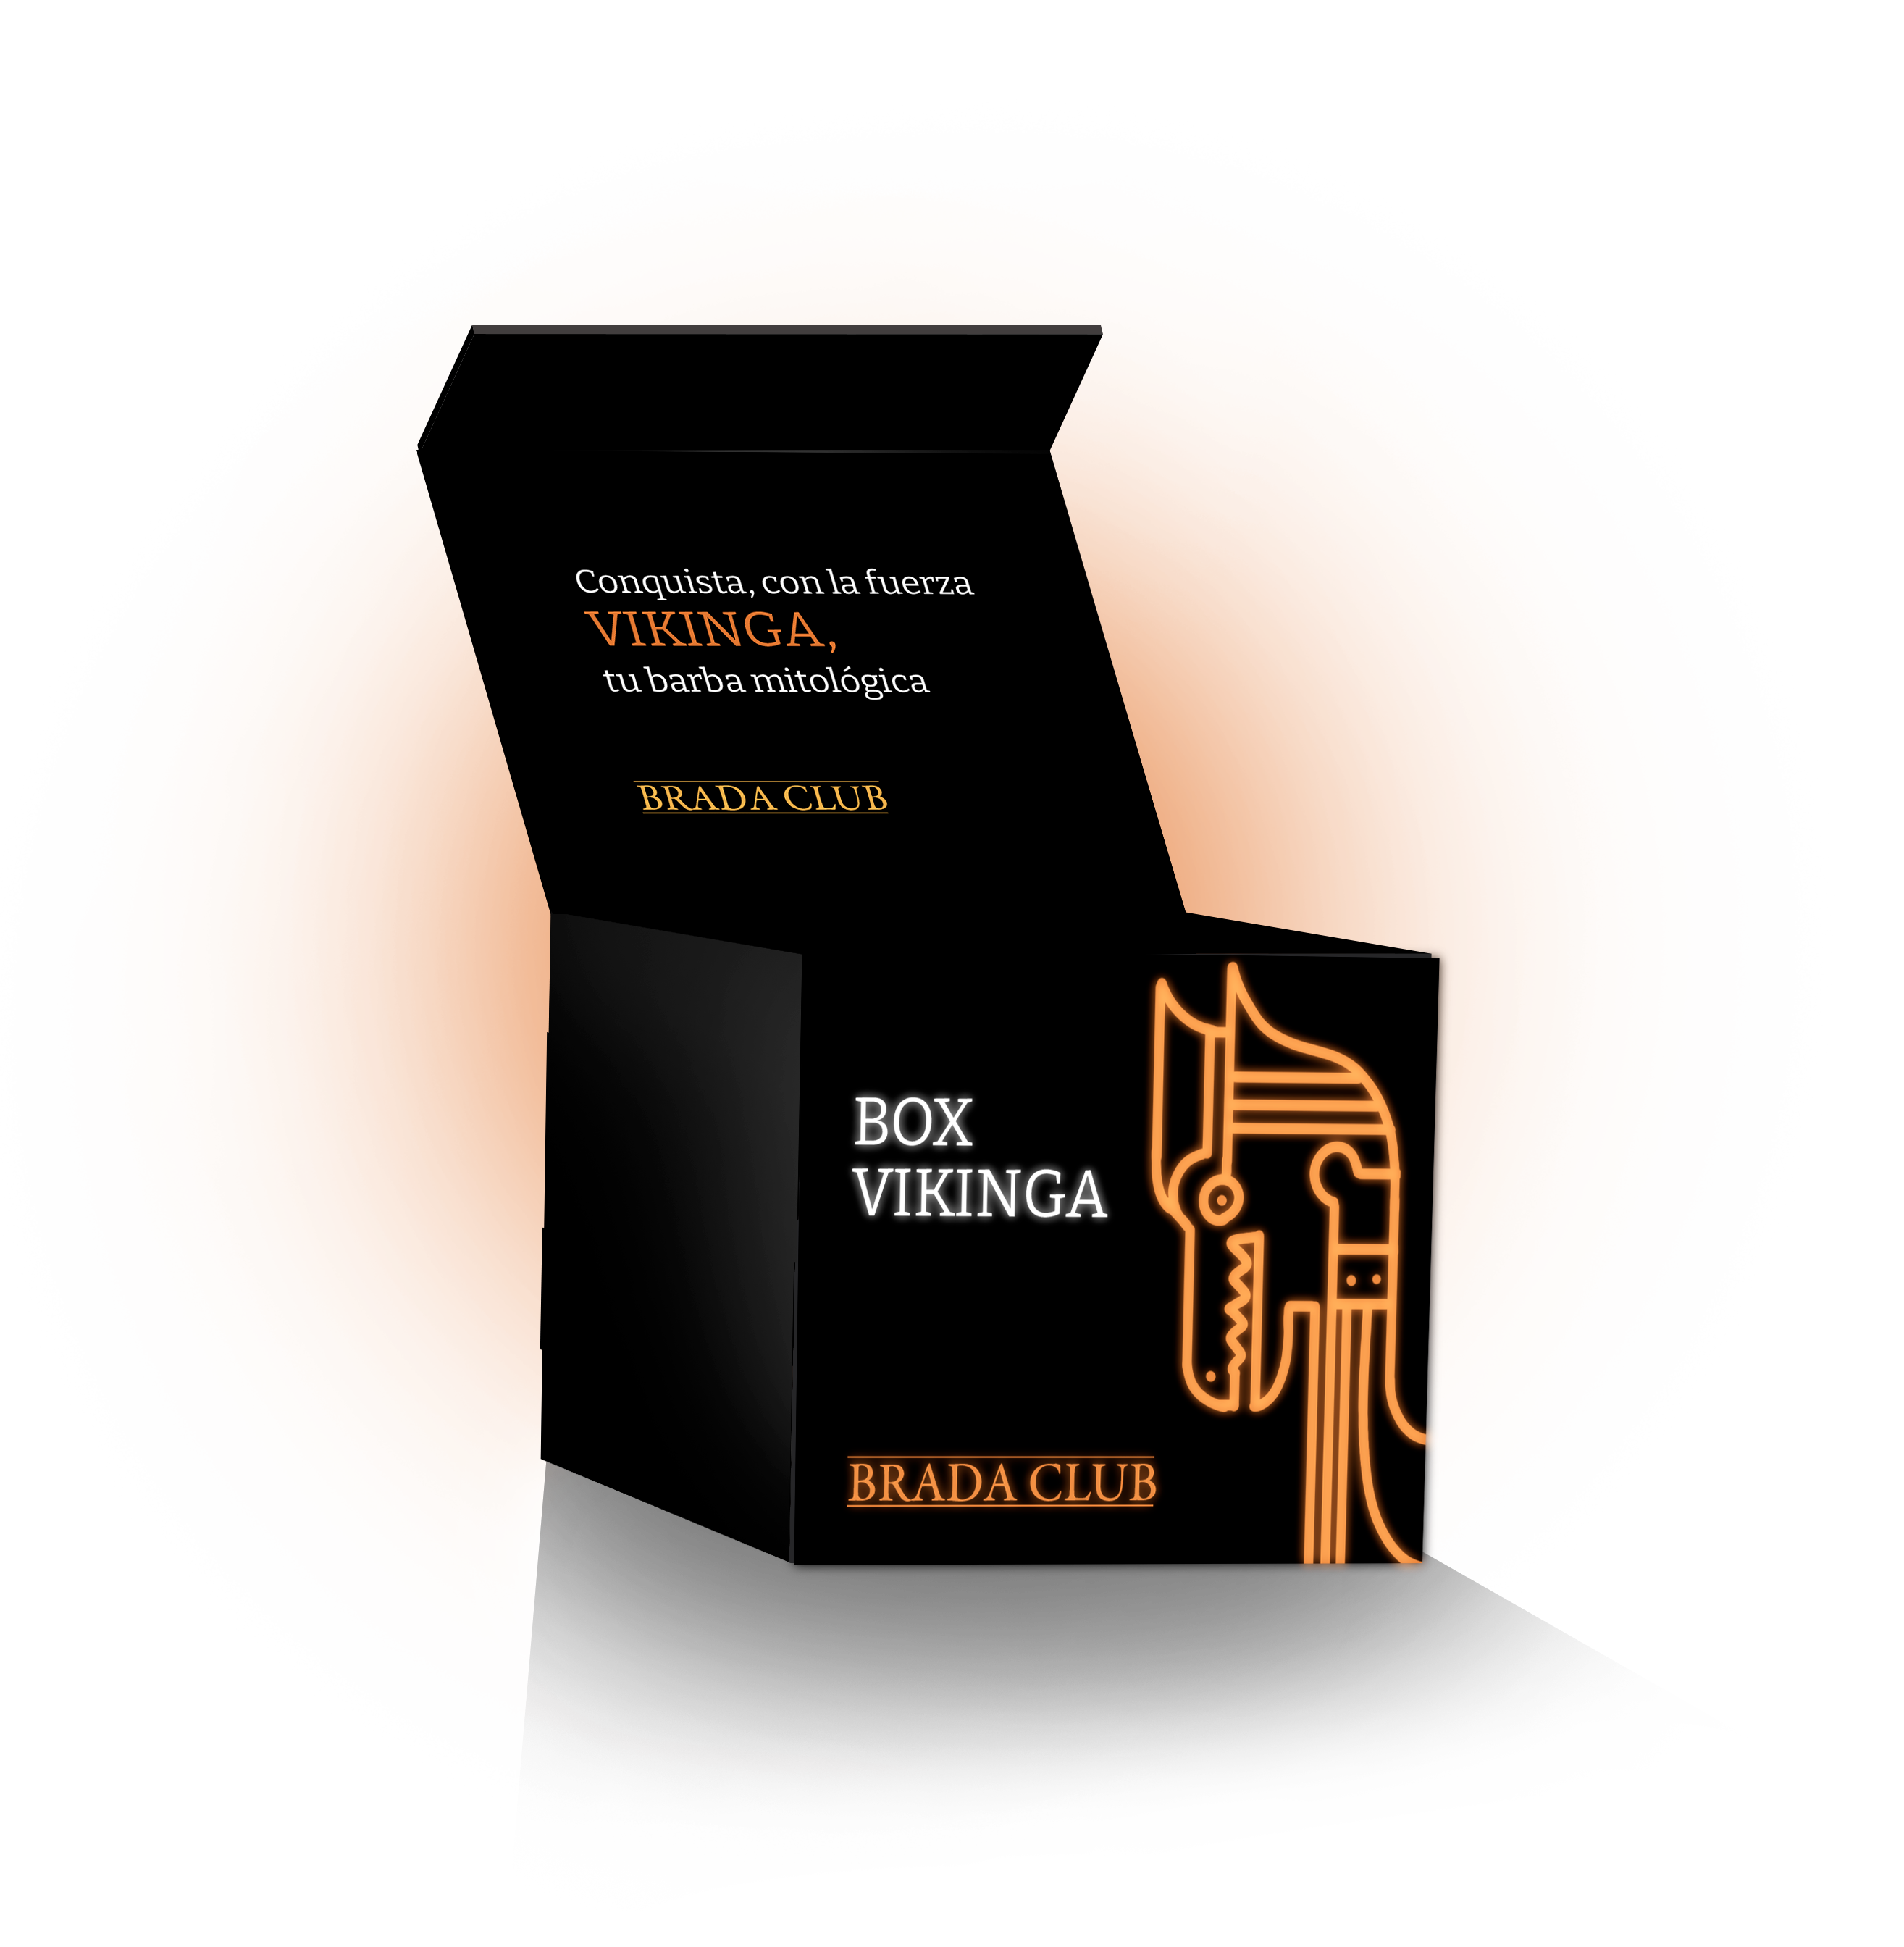 Conquista, con la fuerza
VIKINGA,
tu barba mitológica
BRADA CLUB
BOX
VIKINGA
BRADA CLUB